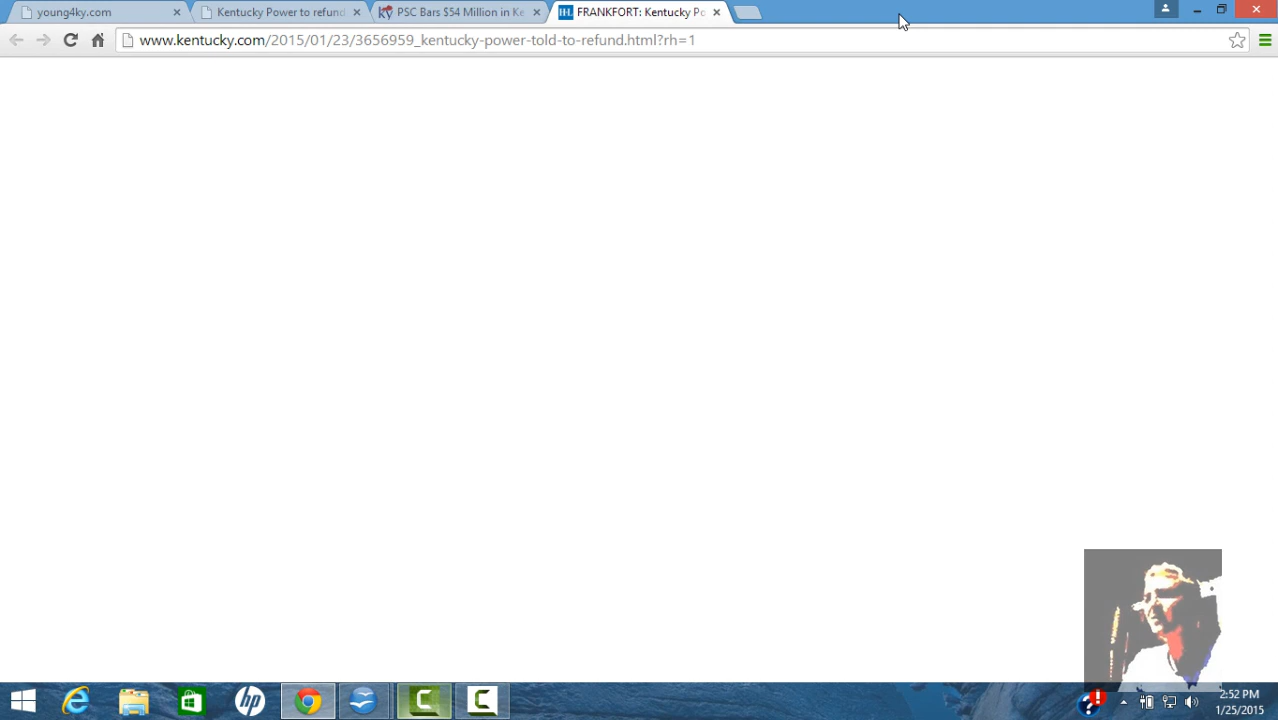 young4ky.com
Kentucky Power to refund
PSC Bars $54 Million in Ke
FRANKFORT: Kentucky Po
www.kentucky.com/2015/01/23/3656959_kentucky-power-told-to-refund.html?rh=1
2:52 PM
1/25/2015